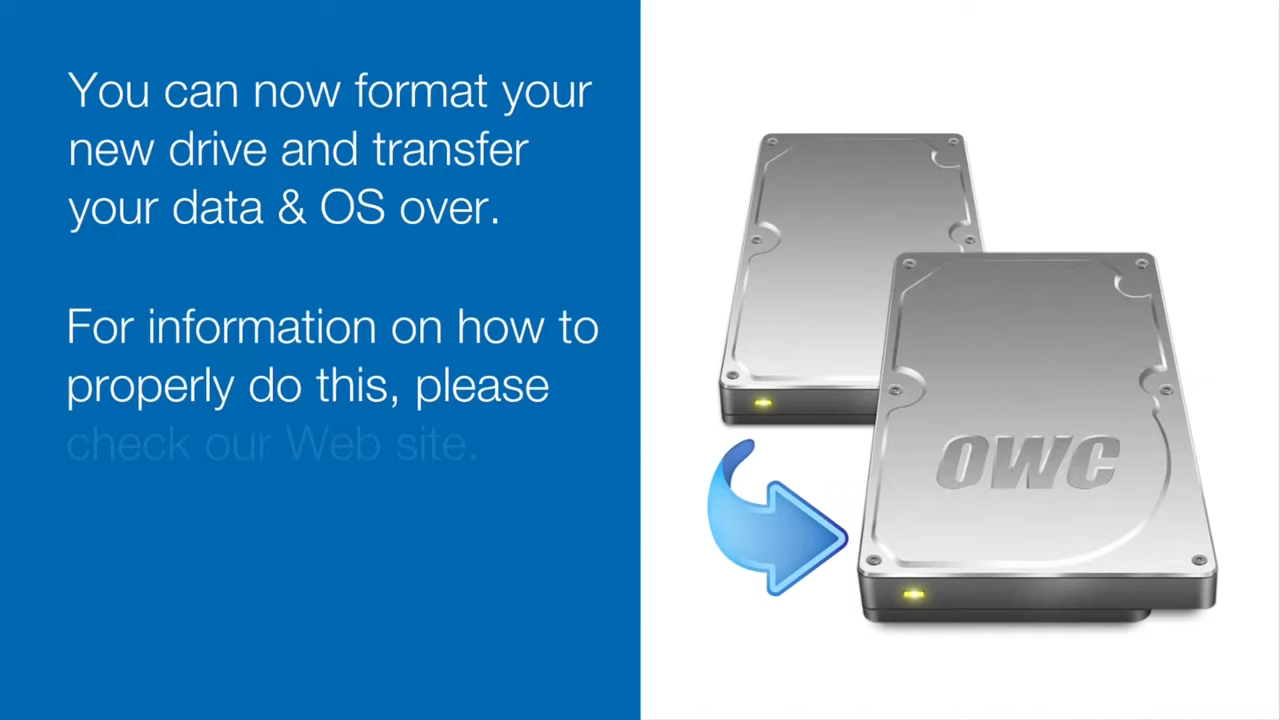 You can now format your
new drive and transfer
your data & OS over.
For information on how to
properly do this, please
check our Web site.
OWC